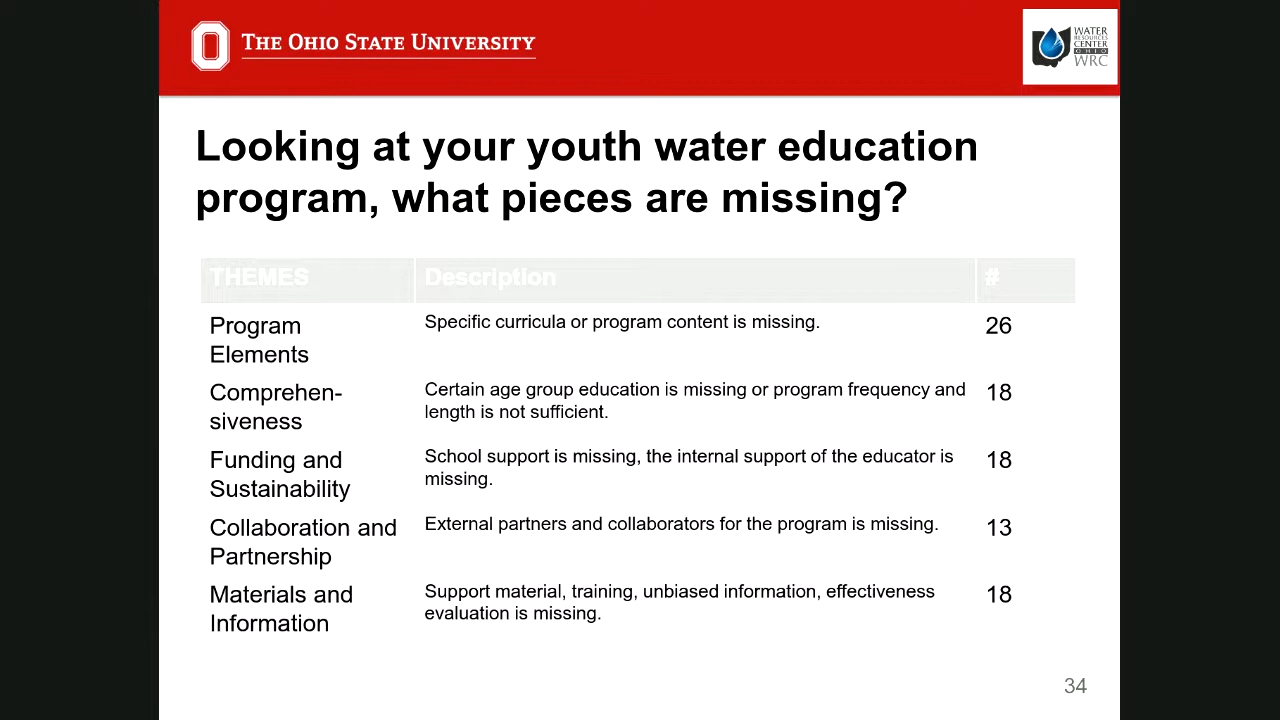 THE OHIO STATE UNIVERSITY
WATER
RESOURCES
CENTER
OHIO
WRC
Looking at your youth water education
program, what pieces are missing?
THEMES Description #
Program Elements Specific curricula or program content is missing. 26
Comprehen-
siveness
Certain age group education is missing or program frequency and
length is not sufficient.
18
Funding and
Sustainability
School support is missing, the internal support of the educator is
missing.
18
Collaboration and
Partnership
External partners and collaborators for the program is missing.
13
Materials and
Information
Support material, training, unbiased information, effectiveness
evaluation is missing.
18
34